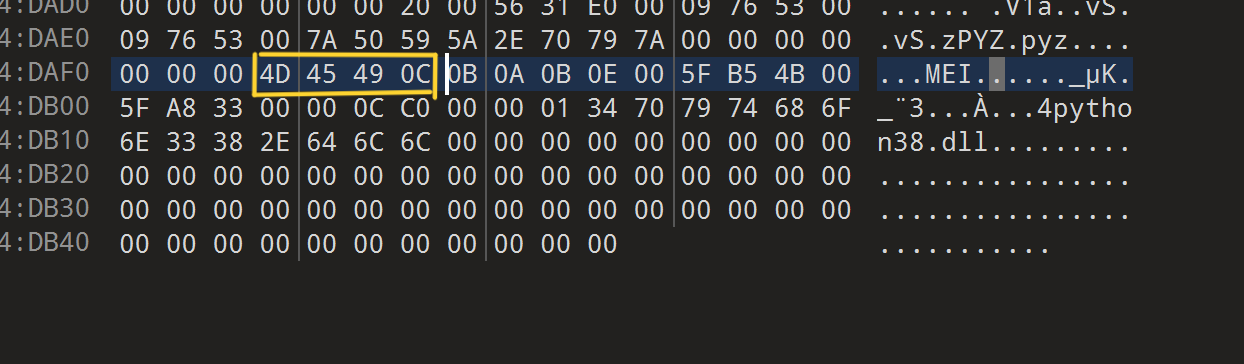 4:DAD0 00 00 00 00 00 00 20 00 56 31 E0 00 09 76 53 00 ...... .V1à..vS.
4:DAE0 09 76 53 00 7A 50 59 5A 2E 70 79 7A 00 00 00 00 .vS.zPYZ.pyz....
4:DAF0 00 00 00 4D 45 49 0C 0B 0A 0B 0E 00 5F B5 4B 00 ...MEI......_µK.
4:DB00 5F A8 33 00 00 0C C0 00 00 01 34 70 79 74 68 6F _¨3...À...4pytho
4:DB10 6E 33 38 2E 64 6C 6C 00 00 00 00 00 00 00 00 00 n38.dll.........
4:DB20 00 00 00 00 00 00 00 00 00 00 00 00 00 00 00 00 ................
4:DB30 00 00 00 00 00 00 00 00 00 00 00 00 00 00 00 00 ................
4:DB40 00 00 00 00 00 00 00 00 00 00 00 ...........